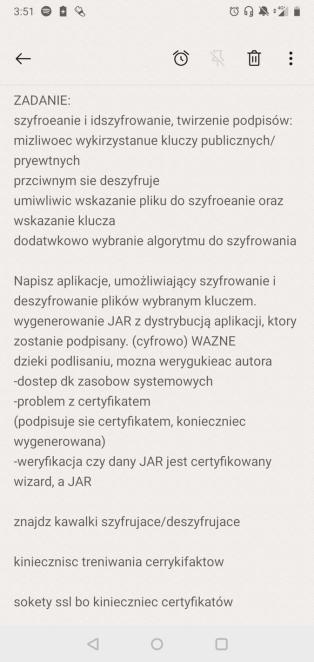 3:51
ZADANIE:
szyfroeanie i idszyfrowanie, twirzenie podpisów:
mizliwoec wykirzystanue kluczy publicznych/
pryewtnych
przciwnym sie deszyfruje
umiwliwic wskazanie pliku do szyfroeanie oraz
wskazanie klucza
dodatwkowo wybranie algorytmu do szyfrowania
Napisz aplikacje, umożliwiający szyfrowanie i
deszyfrowanie plików wybranym kluczem.
wygenerowanie JAR z dystrybucją aplikacji, ktory
zostanie podpisany. (cyfrowo) WAZNE
dzieki podlisaniu, mozna werygukieac autora
-dostep dk zasobow systemowych
-problem z certyfikatem
(podpisuje sie certyfikatem, konieczniec
wygenerowana)
-weryfikacja czy dany JAR jest certyfikowany
wizard, a JAR
znajdz kawalki szyfrujace/deszyfrujace
kiniecznisc treniwania cerrykifaktow
sokety ssl bo kinieczniec certyfikatów